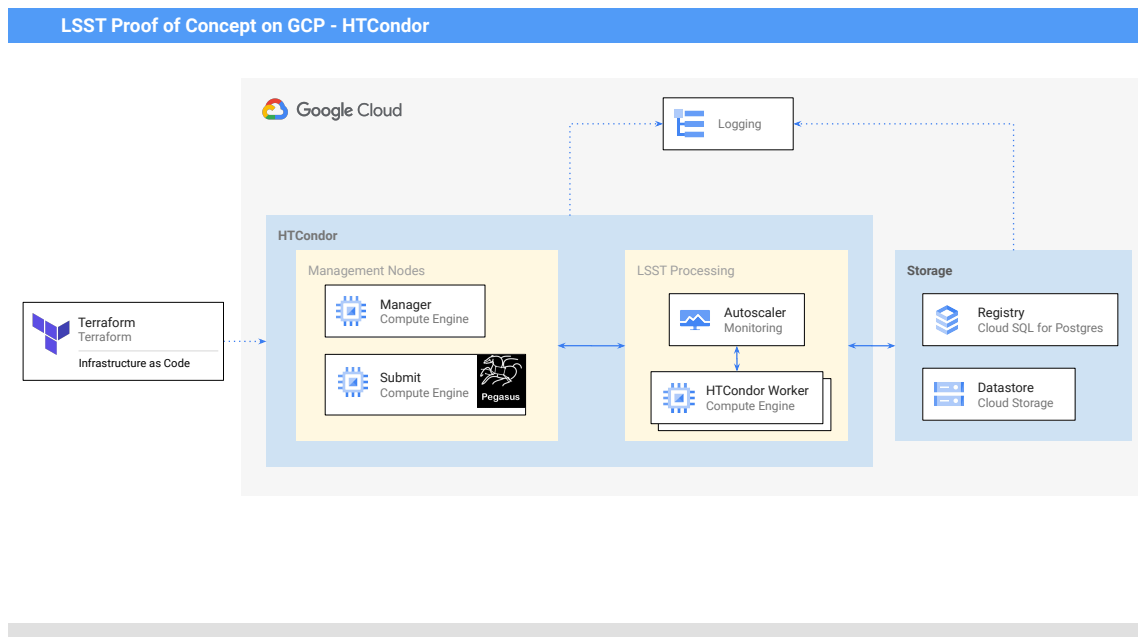 LSST Proof of Concept on GCP - HTCondor
Google Cloud
Logging
HTCondor
Management Nodes
Manager
Compute Engine
Submit
Compute Engine
Pegasus
LSST Processing
Autoscaler
Monitoring
HTCondor Worker
Compute Engine
Storage
Registry
Cloud SQL for Postgres
Datastore
Cloud Storage
Terraform
Terraform
Infrastructure as Code